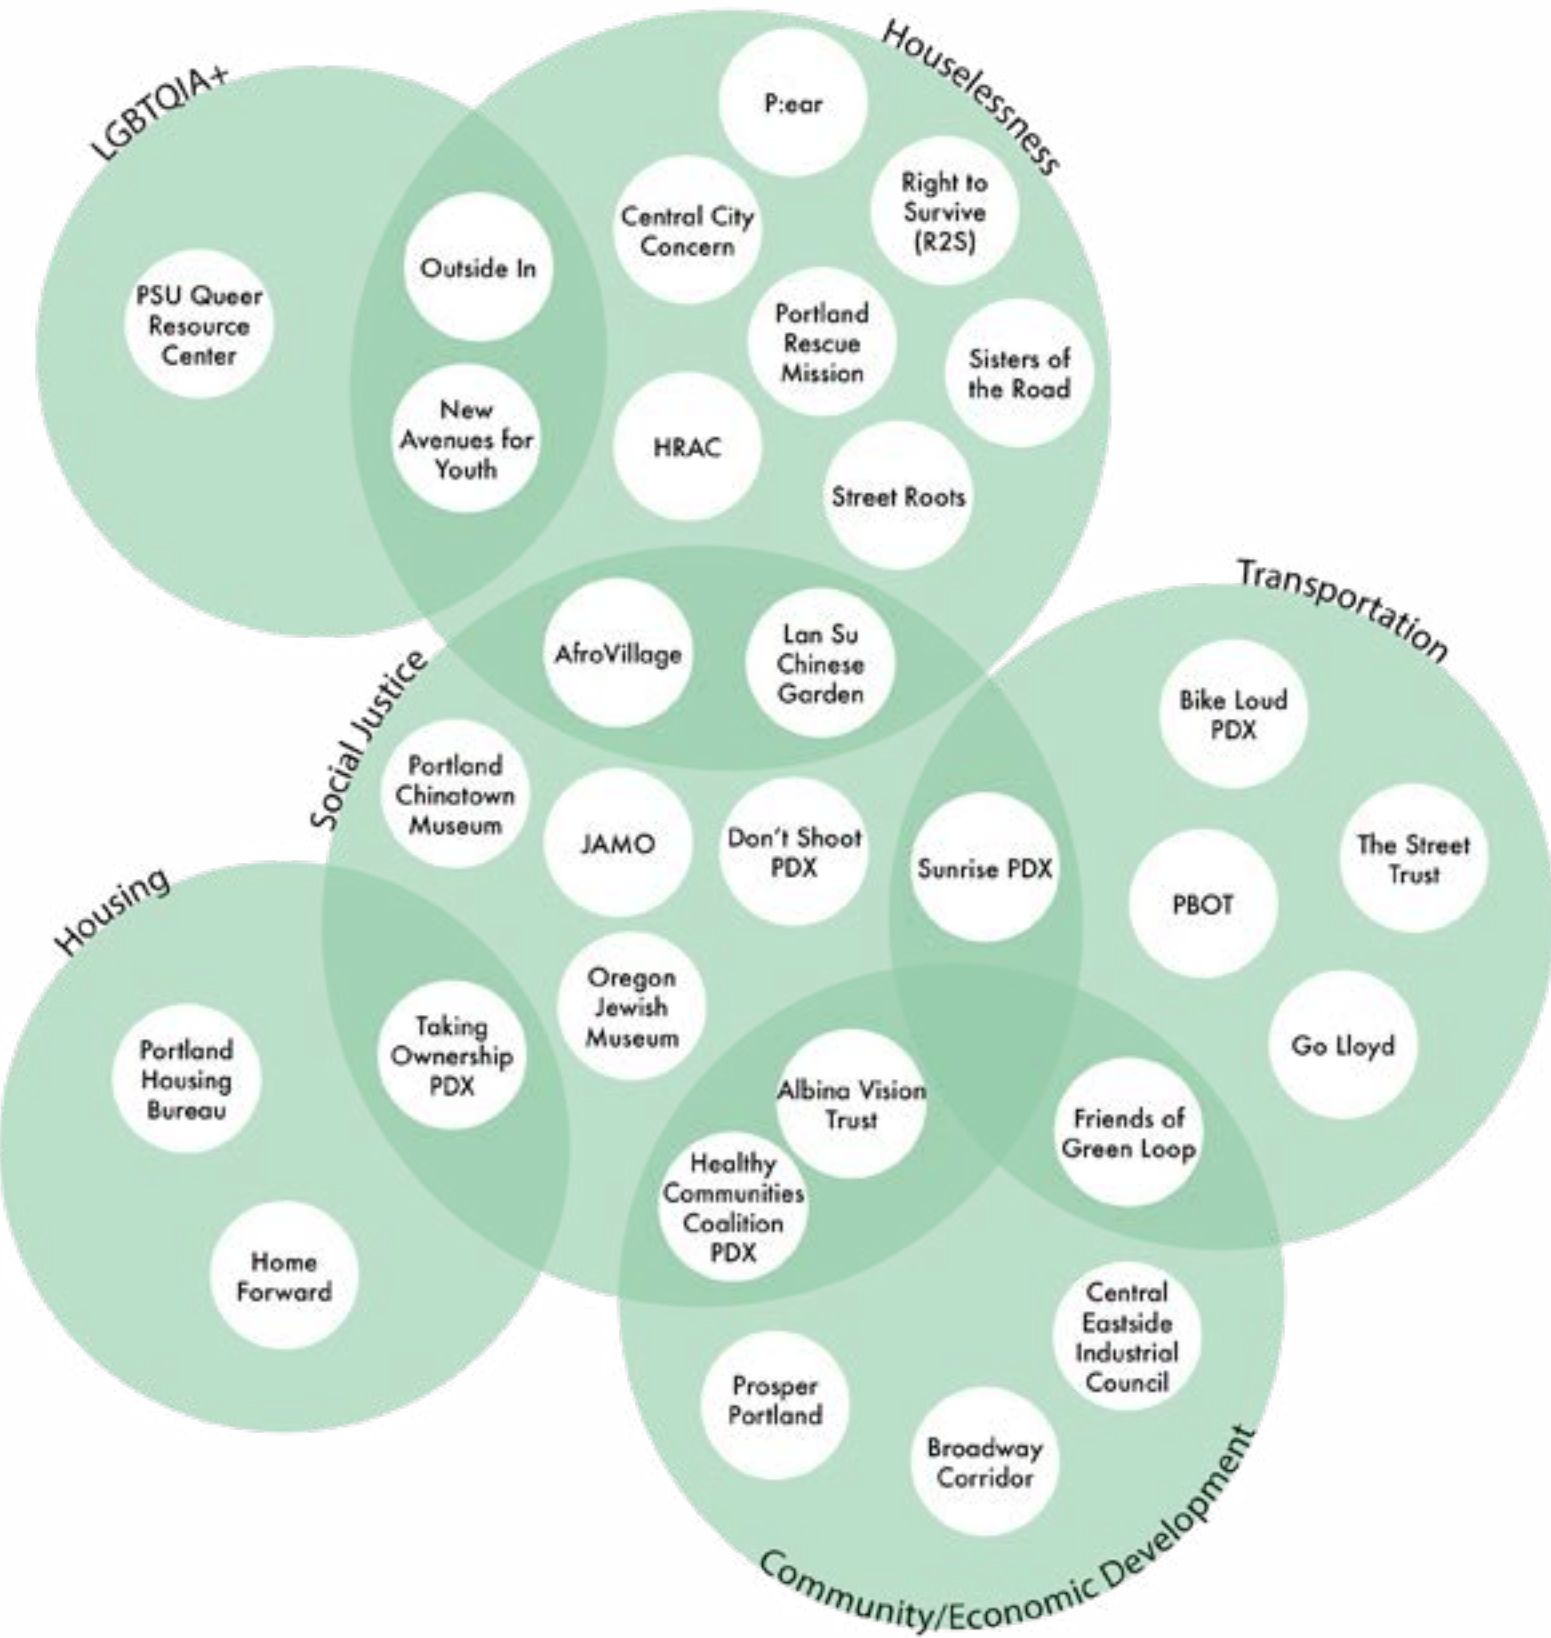 LGBTQIA+
Houselessness
P:ear
Right to
Survive
(R2S)
Central City
Concern
Outside In
PSU Queer
Resource
Center
Portland
Rescue
Mission
Sisters of
the Road
New
Avenues for
Youth
HRAC
Street Roots
Social Justice
AfroVillage
Lan Su
Chinese
Garden
Transportation
Bike Loud
PDX
Portland
Chinatown
Museum
JAMO
Don't Shoot
PDX
Sunrise PDX
PBOT
The Street
Trust
Go Lloyd
Housing
Portland
Housing
Bureau
Taking
Ownership
PDX
Oregon
Jewish
Museum
Albina Vision
Trust
Friends of
Green Loop
Healthy
Communities
Coalition
PDX
Home
Forward
Central
Eastside
Industrial
Council
Prosper
Portland
Broadway
Corridor
Community/Economic Development